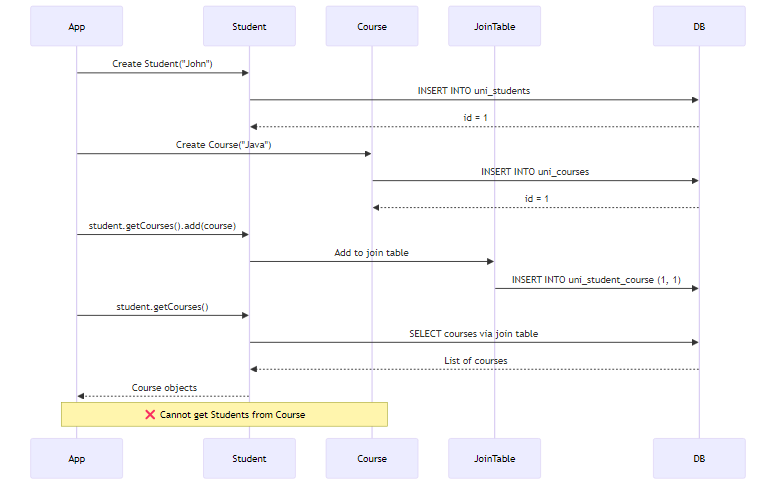 App
Student
Course
JoinTable
DB
Create Student("John")
INSERT INTO uni_students
id = 1
Create Course("Java")
INSERT INTO uni_courses
id = 1
student.getCourses().add(course)
Add to join table
INSERT INTO uni_student_course (1, 1)
student.getCourses()
SELECT courses via join table
List of courses
Course objects
❌ Cannot get Students from Course
App
Student
Course
JoinTable
DB